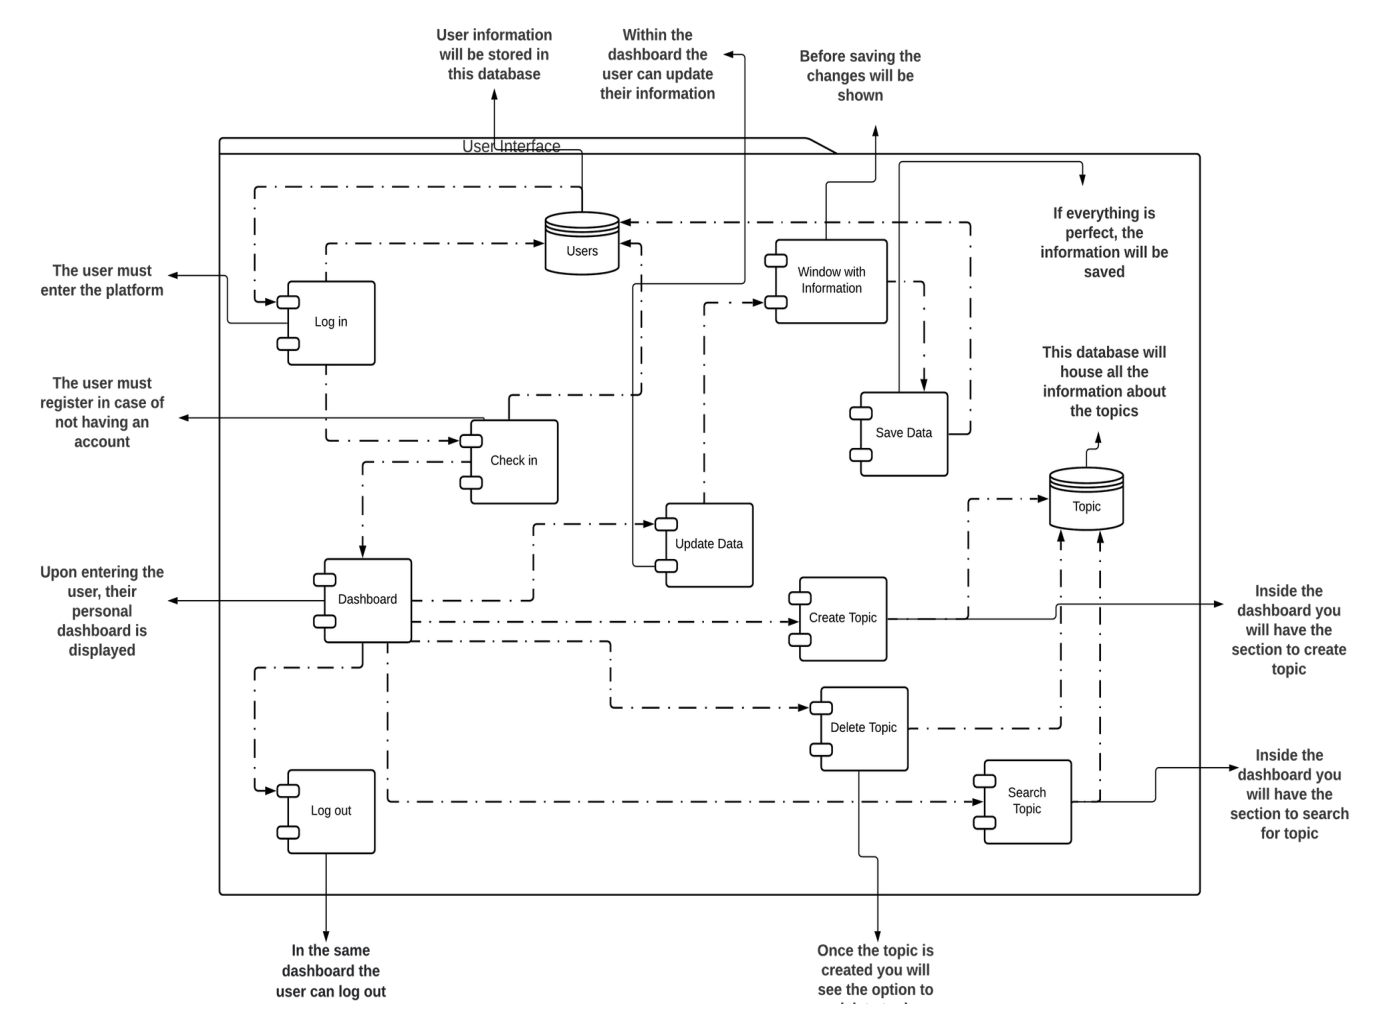 User information
will be stored in
this database
Within the
dashboard the
user can update
their information
Before saving the
changes will be
shown
User Interface
If everything is
perfect, the
information will be
saved
Users
Window with
Information
The user must
enter the platform
Log in
This database will
house all the
information about
the topics
The user must
register in case of
not having an
account
Save Data
Check in
Topic
Update Data
Upon entering the
user, their
personal
dashboard is
displayed
Dashboard
Create Topic
Inside the
dashboard you
will have the
section to create
topic
Delete Topic
Inside the
dashboard you
will have the
section to search
for topic
Search
Topic
Log out
In the same
dashboard the
user can log out
Once the topic is
created you will
see the option to